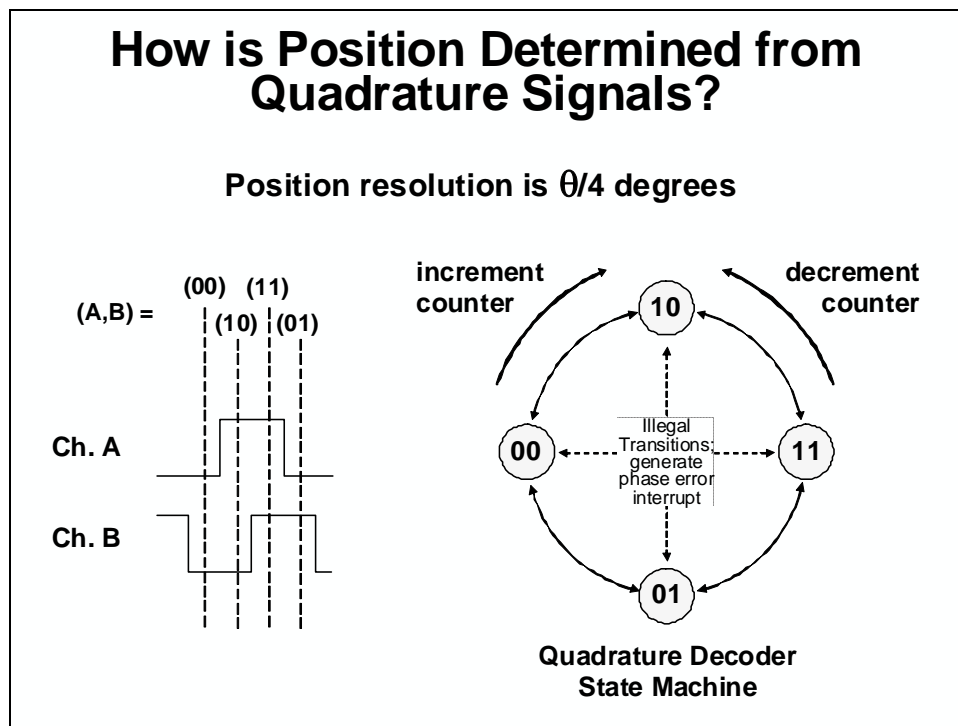 How is Position Determined from
Quadrature Signals?
Position resolution is θ/4 degrees
(A,B) =
(00)
(11)
(10)
(01)
Ch. A
Ch. B
increment
counter
decrement
counter
10
00
11
01
Illegal
Transitions;
generate
phase error
interrupt
Quadrature Decoder
State Machine